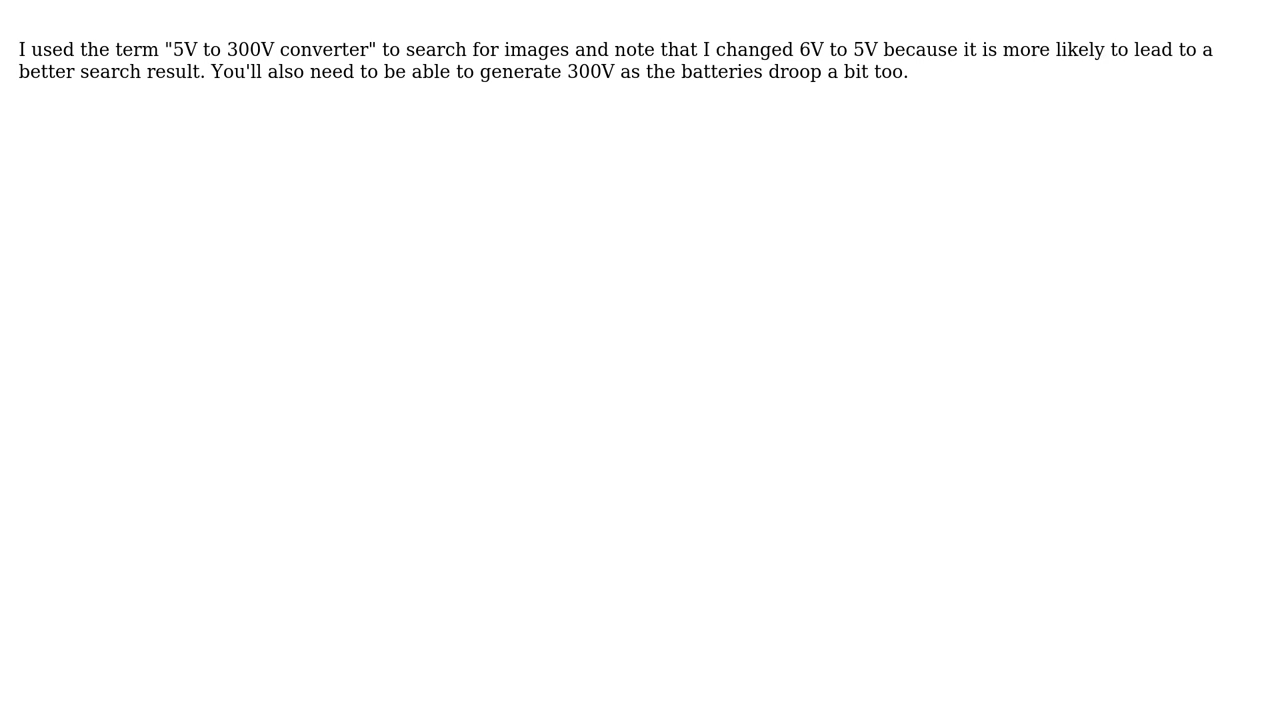 I used the term "5V to 300V converter" to search for images and note that I changed 6V to 5V because it is more likely to lead to a
better search result. You'll also need to be able to generate 300V as the batteries droop a bit too.